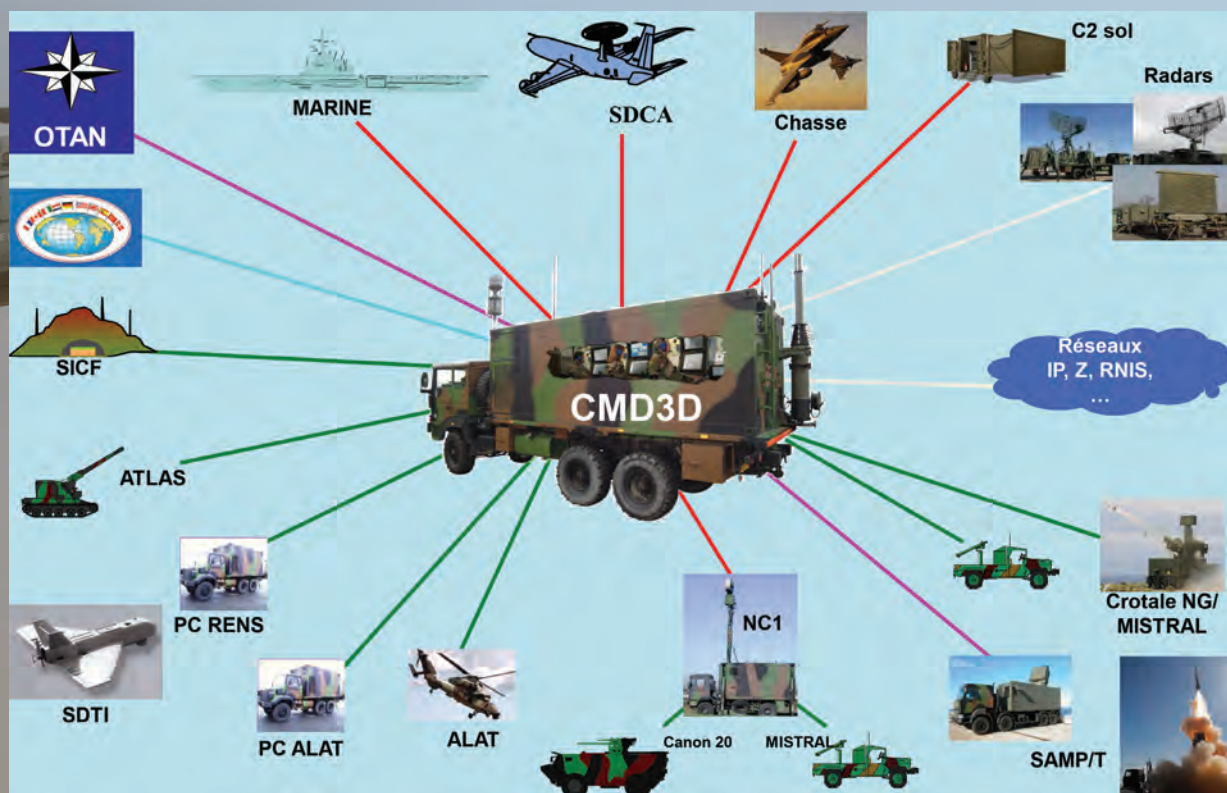 OTAN
MARINE
SDCA
Chasse
C2 sol
Radars
SICF
CMD3D
Réseaux
IP, Z, RNIS,
...
ATLAS
PC RENS
SDTI
PC ALAT
ALAT
NC1
Canon 20
MISTRAL
Crotale NG/
MISTRAL
SAMP/T